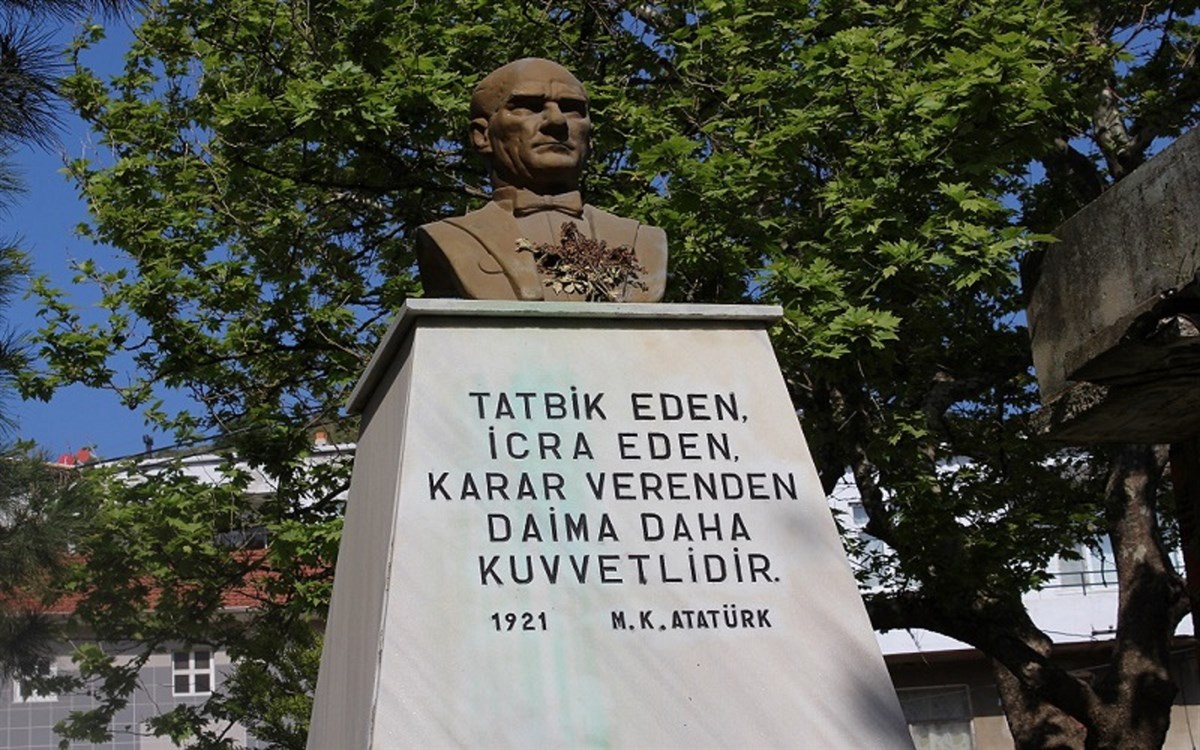 TATBİK EDEN,
İCRA EDEN,
KARAR VERENDEN
DAİMA DAHA
KUVVETLİDİR.
1921 M.K. ATATÜRK